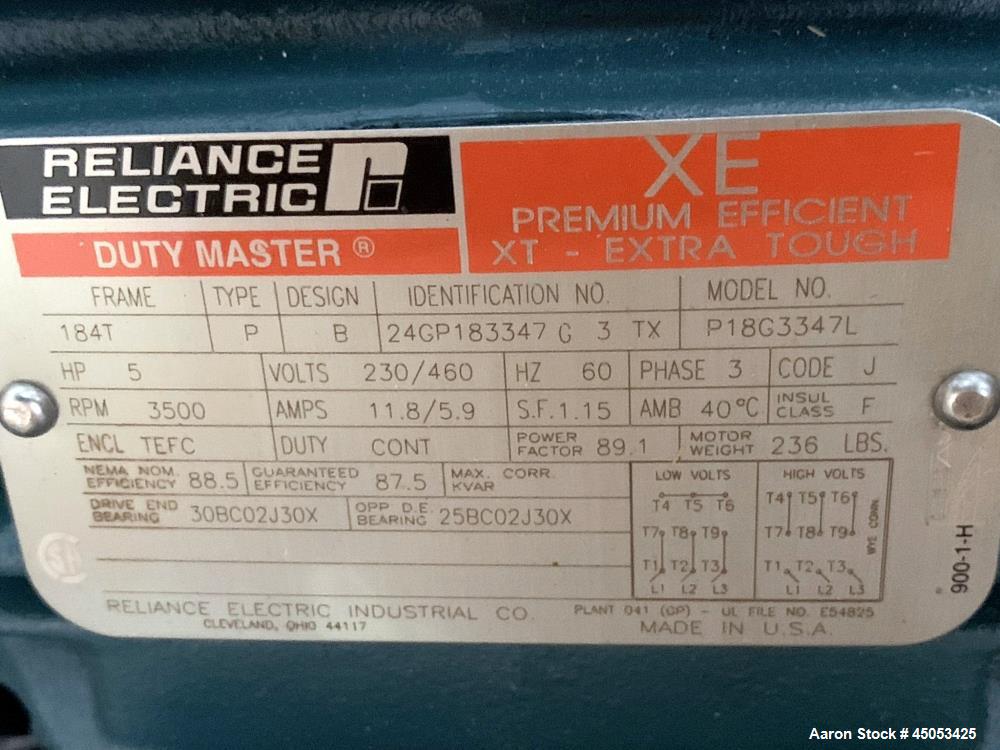 RELIANCE
ELECTRIC
XE
PREMIUM EFFICIENT
XT - EXTRA TOUGH
DUTY MASTER ®
FRAME TYPE DESIGN IDENTIFICATION NO. MODEL NO.
184T P B 24GP183347 G 3 TX P18G3347L
HP 5 VOLTS 230/460 HZ 60 PHASE 3 CODE J
RPM 3500 AMPS 11.8/5.9 S.F. 1.15 AMB 40°C INSUL CLASS F
ENCL TEFC DUTY CONT POWER FACTOR 89.1 MOTOR WEIGHT 236 LBS.
NEMA NOM. EFFICIENCY 88.5 GUARANTEED EFFICIENCY 87.5 MAX. CORR. KVAR
DRIVE END BEARING 30BC02J30X OPP D.E. BEARING 25BC02J30X
LOW VOLTS HIGH VOLTS
T4 T5 T6 T4 T5 T6
T7 T8 T9 T7 T8 T9
T1 T2 T3 T1 T2 T3
L1 L2 L3 L1 L2 L3
WYE CONN.
900-1-H
RELIANCE ELECTRIC INDUSTRIAL CO.
CLEVELAND, OHIO 44117
PLANT 041 (GP) - UL FILE NO. E54825
MADE IN U.S.A.
Aaron Stock # 45053425